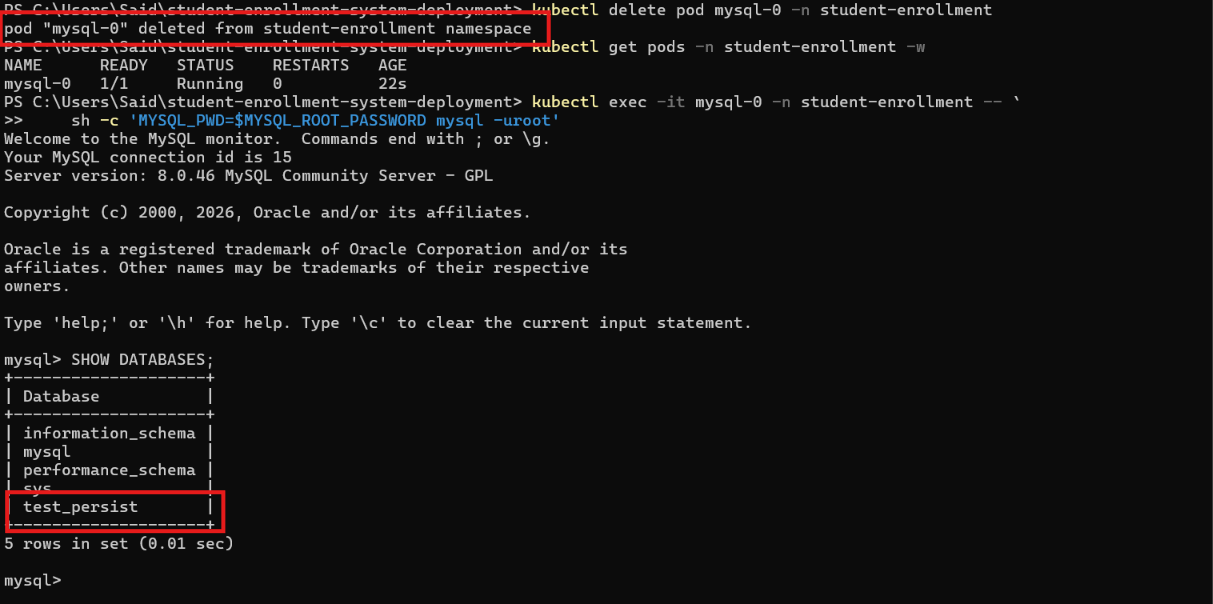 PS C:\Users\Said\student-enrollment-system-deployment> kubectl delete pod mysql-0 -n student-enrollment
pod "mysql-0" deleted from student-enrollment namespace
PS C:\Users\Said\student-enrollment-system-deployment> kubectl get pods -n student-enrollment -w
NAME      READY   STATUS    RESTARTS   AGE
mysql-0   1/1     Running   0          22s
PS C:\Users\Said\student-enrollment-system-deployment> kubectl exec -it mysql-0 -n student-enrollment -- `
>>     sh -c 'MYSQL_PWD=$MYSQL_ROOT_PASSWORD mysql -uroot'
Welcome to the MySQL monitor.  Commands end with ; or \g.
Your MySQL connection id is 15
Server version: 8.0.46 MySQL Community Server - GPL

Copyright (c) 2000, 2026, Oracle and/or its affiliates.

Oracle is a registered trademark of Oracle Corporation and/or its
affiliates. Other names may be trademarks of their respective
owners.

Type 'help;' or '\h' for help. Type '\c' to clear the current input statement.

mysql> SHOW DATABASES;
+--------------------+
| Database           |
+--------------------+
| information_schema |
| mysql              |
| performance_schema |
| sys                |
| test_persist       |
+--------------------+
5 rows in set (0.01 sec)

mysql>